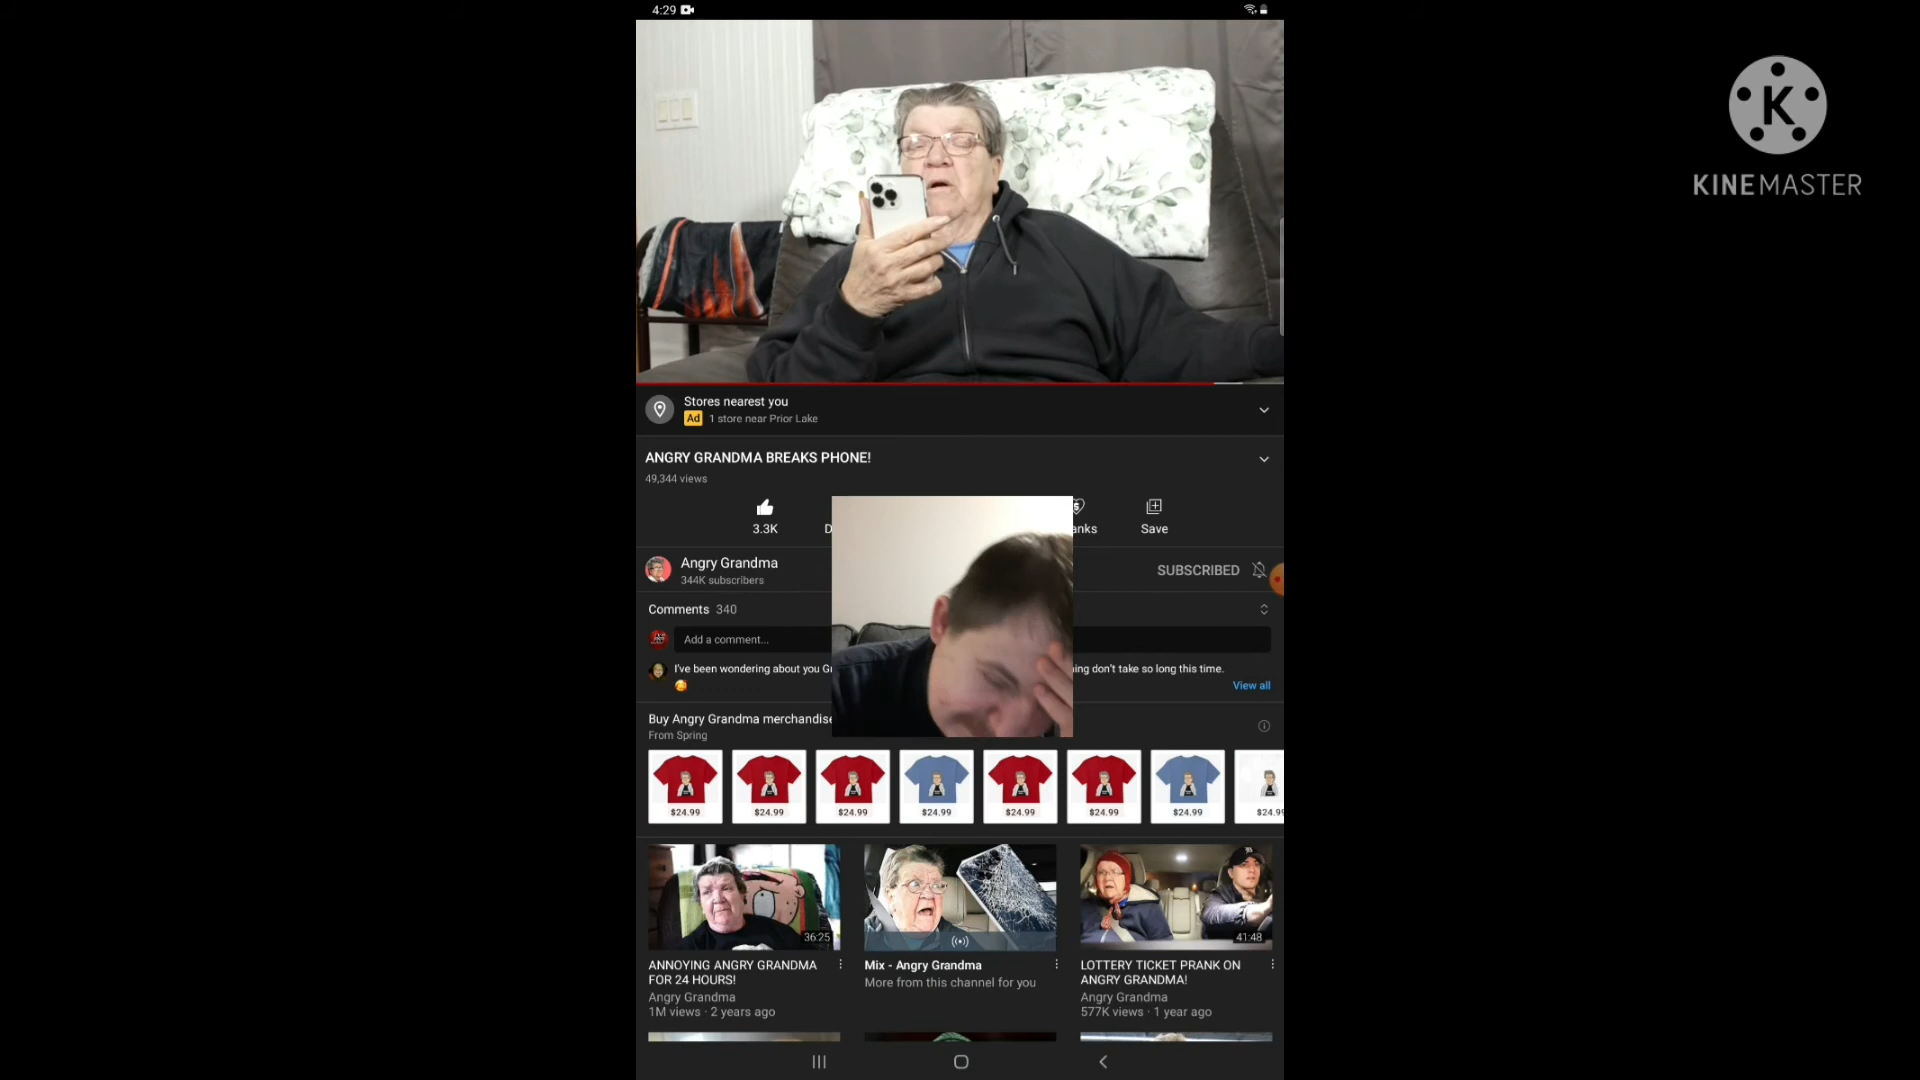 4:29
KINEMASTER
Stores nearest you
Ad 1 store near Prior Lake
ANGRY GRANDMA BREAKS PHONE!
49,344 views
3.3K
D
anks
Save
Angry Grandma
344K subscribers
SUBSCRIBED
Comments 340
Add a comment...
I've been wondering about you Gr
ing don't take so long this time.
View all
Buy Angry Grandma merchandise
From Spring
$24.99 $24.99 $24.99 $24.99 $24.99 $24.99 $24.99 $24.99
36:25
41:48
ANNOYING ANGRY GRANDMA
FOR 24 HOURS!
Angry Grandma
1M views · 2 years ago
Mix - Angry Grandma
More from this channel for you
LOTTERY TICKET PRANK ON
ANGRY GRANDMA!
Angry Grandma
577K views · 1 year ago